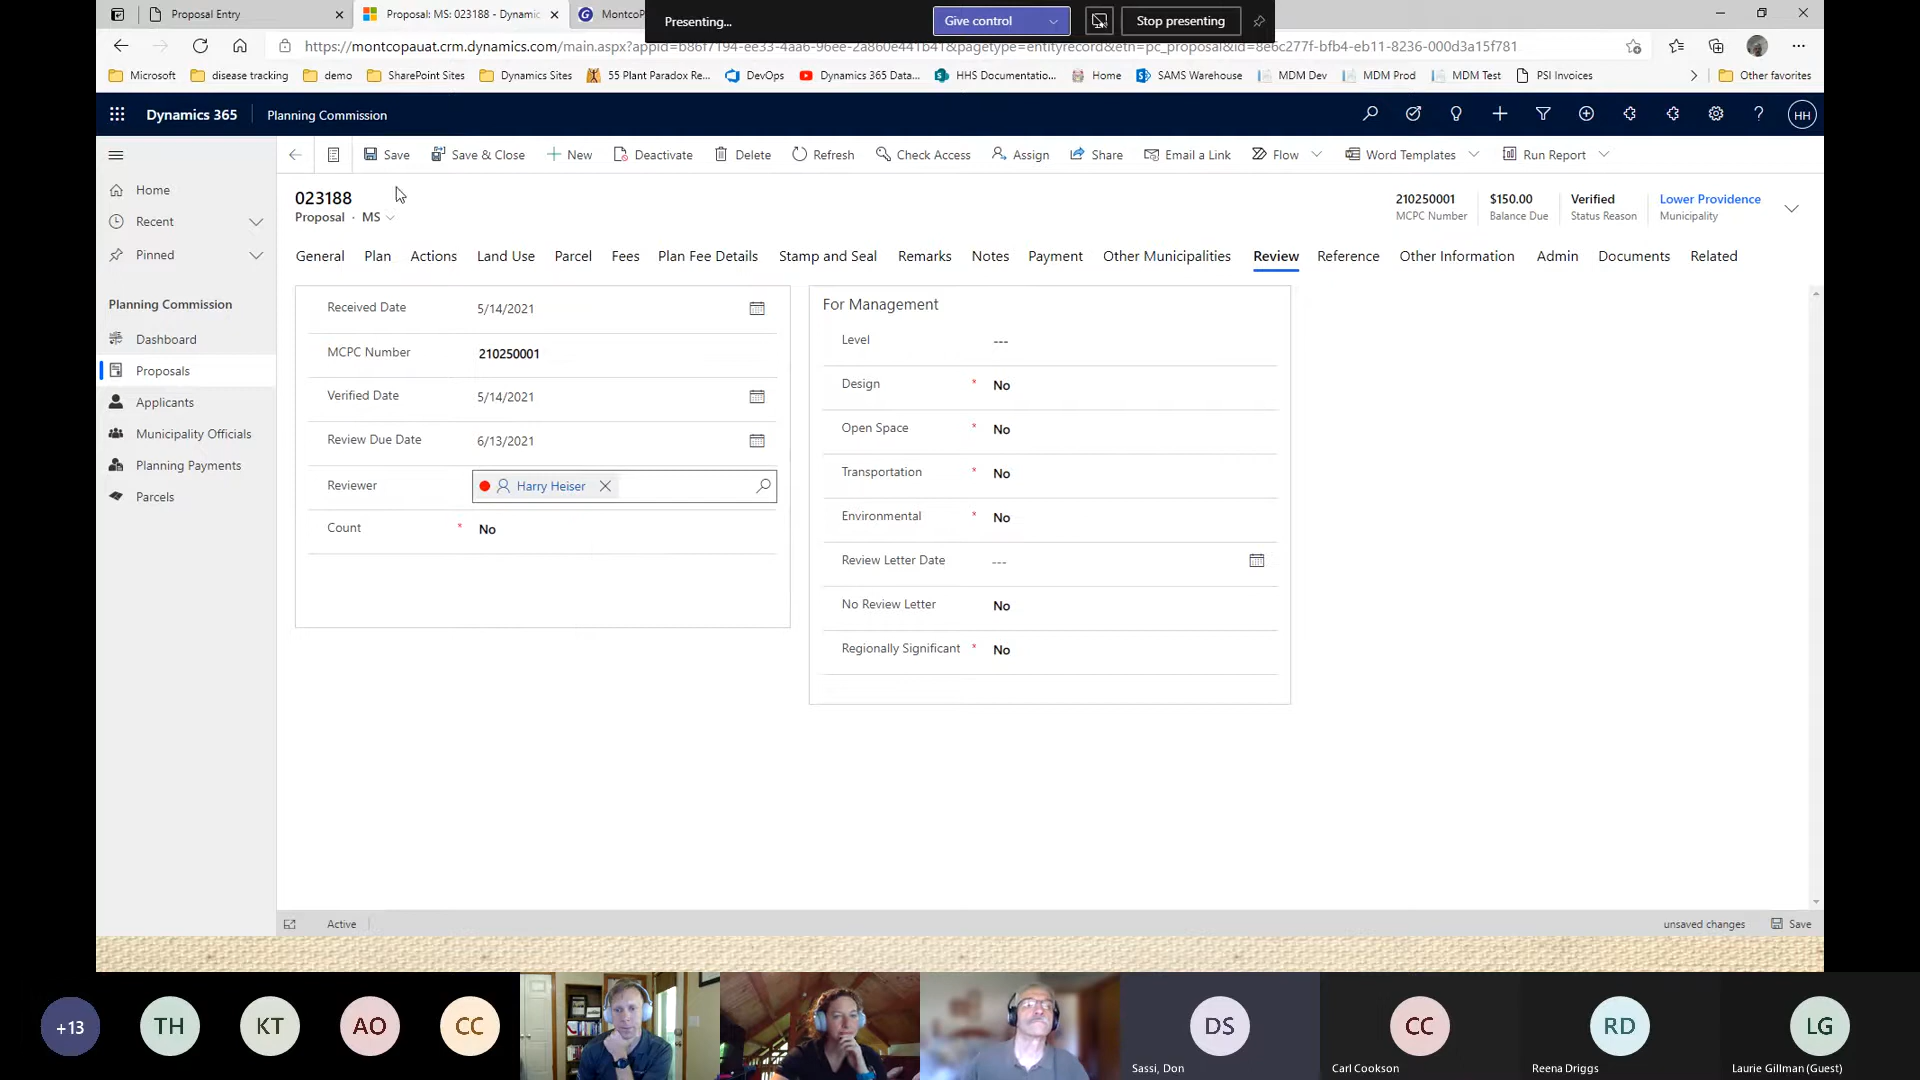 Proposal Entry
Proposal: MS: 023188 - Dynamic
MontcoP
Presenting...
Give control
Stop presenting
https://montcopauat.crm.dynamics.com/main.aspx?appid=b86f7194-ee33-4aa6-96ee-2a860e441b41&pagetype=entityrecord&etn=pc_proposal&id=8e6c277f-bfb4-eb11-8236-000d3a15f781
Microsoft
disease tracking
demo
SharePoint Sites
Dynamics Sites
55 Plant Paradox Re...
DevOps
Dynamics 365 Data...
HHS Documentatio...
Home
SAMS Warehouse
MDM Dev
MDM Prod
MDM Test
PSI Invoices
Other favorites
Dynamics 365
Planning Commission
HH
Save
Save & Close
New
Deactivate
Delete
Refresh
Check Access
Assign
Share
Email a Link
Flow
Word Templates
Run Report
Home
Recent
Pinned
Planning Commission
Dashboard
Proposals
Applicants
Municipality Officials
Planning Payments
Parcels
023188
Proposal · MS
210250001
MCPC Number
$150.00
Balance Due
Verified
Status Reason
Lower Providence
Municipality
General
Plan
Actions
Land Use
Parcel
Fees
Plan Fee Details
Stamp and Seal
Remarks
Notes
Payment
Other Municipalities
Review
Reference
Other Information
Admin
Documents
Related
Received Date 5/14/2021
MCPC Number 210250001
Verified Date 5/14/2021
Review Due Date 6/13/2021
Reviewer Harry Heiser
Count * No
For Management
Level ---
Design * No
Open Space * No
Transportation * No
Environmental * No
Review Letter Date ---
No Review Letter No
Regionally Significant * No
Active
unsaved changes
Save
+13
TH
KT
AO
CC
DS
Sassi, Don
CC
Carl Cookson
RD
Reena Driggs
LG
Laurie Gillman (Guest)